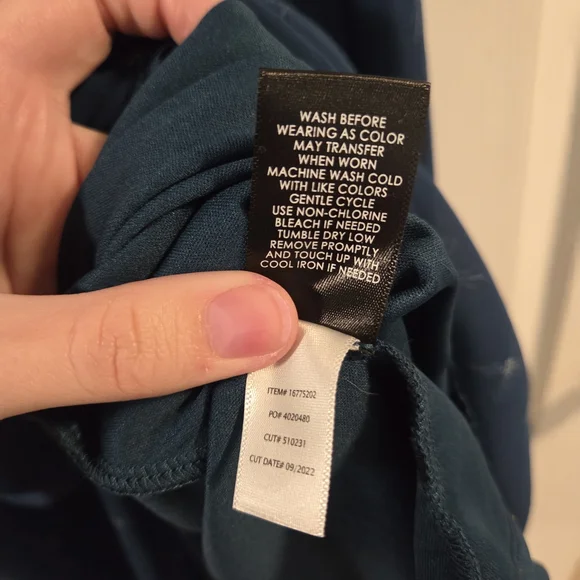 WASH BEFORE
WEARING AS COLOR
MAY TRANSFER
WHEN WORN
MACHINE WASH COLD
WITH LIKE COLORS
GENTLE CYCLE
USE NON-CHLORINE
BLEACH IF NEEDED
TUMBLE DRY LOW
REMOVE PROMPTLY
AND TOUCH UP WITH
COOL IRON IF NEEDED
ITEM# 16775202
PO# 4020480
CUT# 510231
CUT DATE# 09/2022